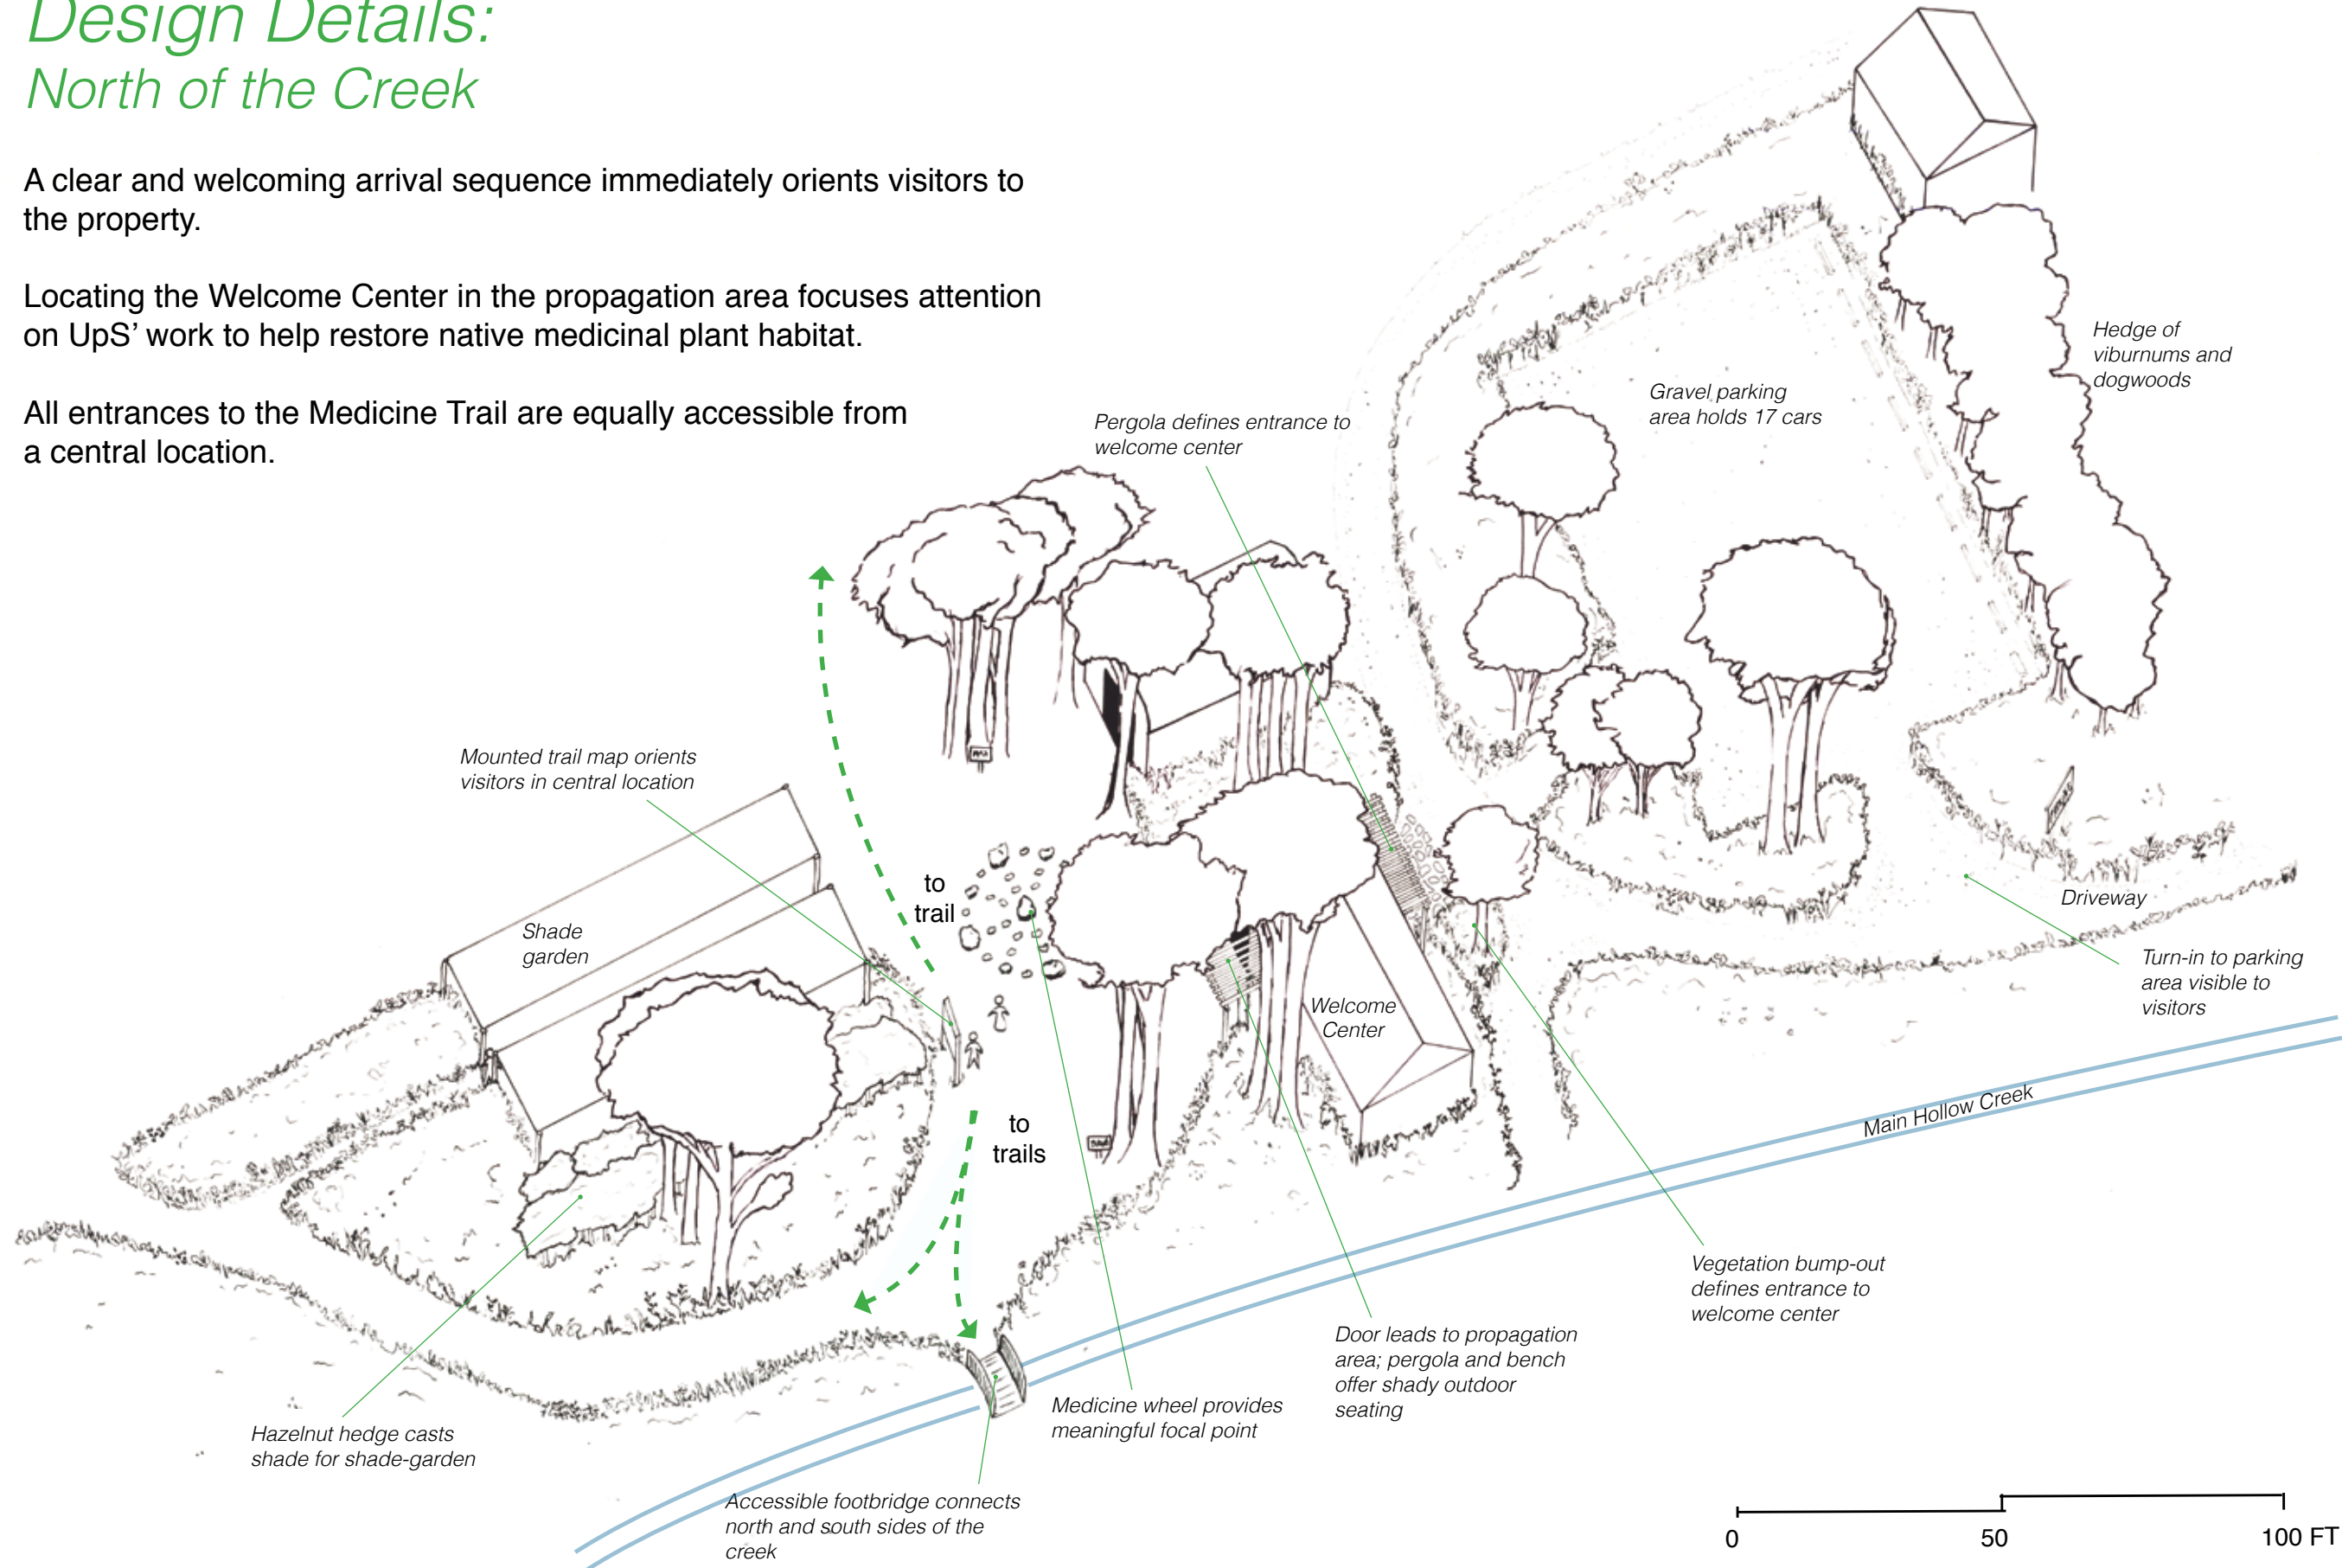 Design Details:
North of the Creek
A clear and welcoming arrival sequence immediately orients visitors to
the property.
Locating the Welcome Center in the propagation area focuses attention
on UpS’ work to help restore native medicinal plant habitat.
All entrances to the Medicine Trail are equally accessible from
a central location.
Hedge of
viburnums and
dogwoods
Gravel parking
area holds 17 cars
Pergola defines entrance to
welcome center
Mounted trail map orients
visitors in central location
to
trail
Shade
garden
Driveway
Turn-in to parking
area visible to
visitors
Welcome
Center
Main Hollow Creek
to
trails
Vegetation bump-out
defines entrance to
welcome center
Door leads to propagation
area; pergola and bench
offer shady outdoor
seating
Medicine wheel provides
meaningful focal point
Hazelnut hedge casts
shade for shade-garden
Accessible footbridge connects
north and south sides of the
creek
0 50 100 FT